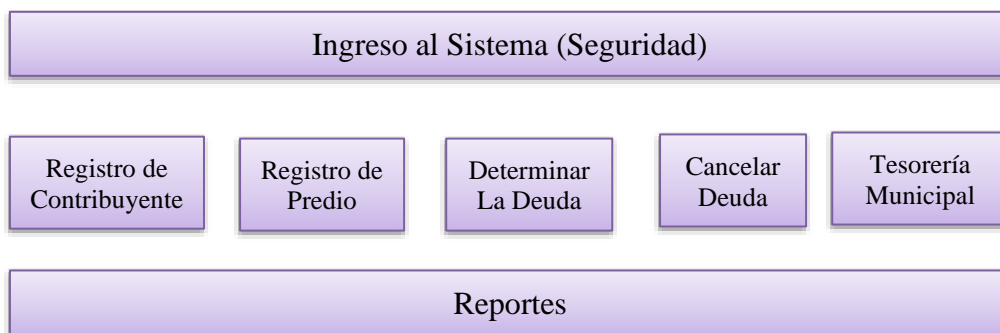 Ingreso al Sistema (Seguridad)
Registro de
Contribuyente
Registro de
Predio
Determinar
La Deuda
Cancelar
Deuda
Tesorería
Municipal
Reportes